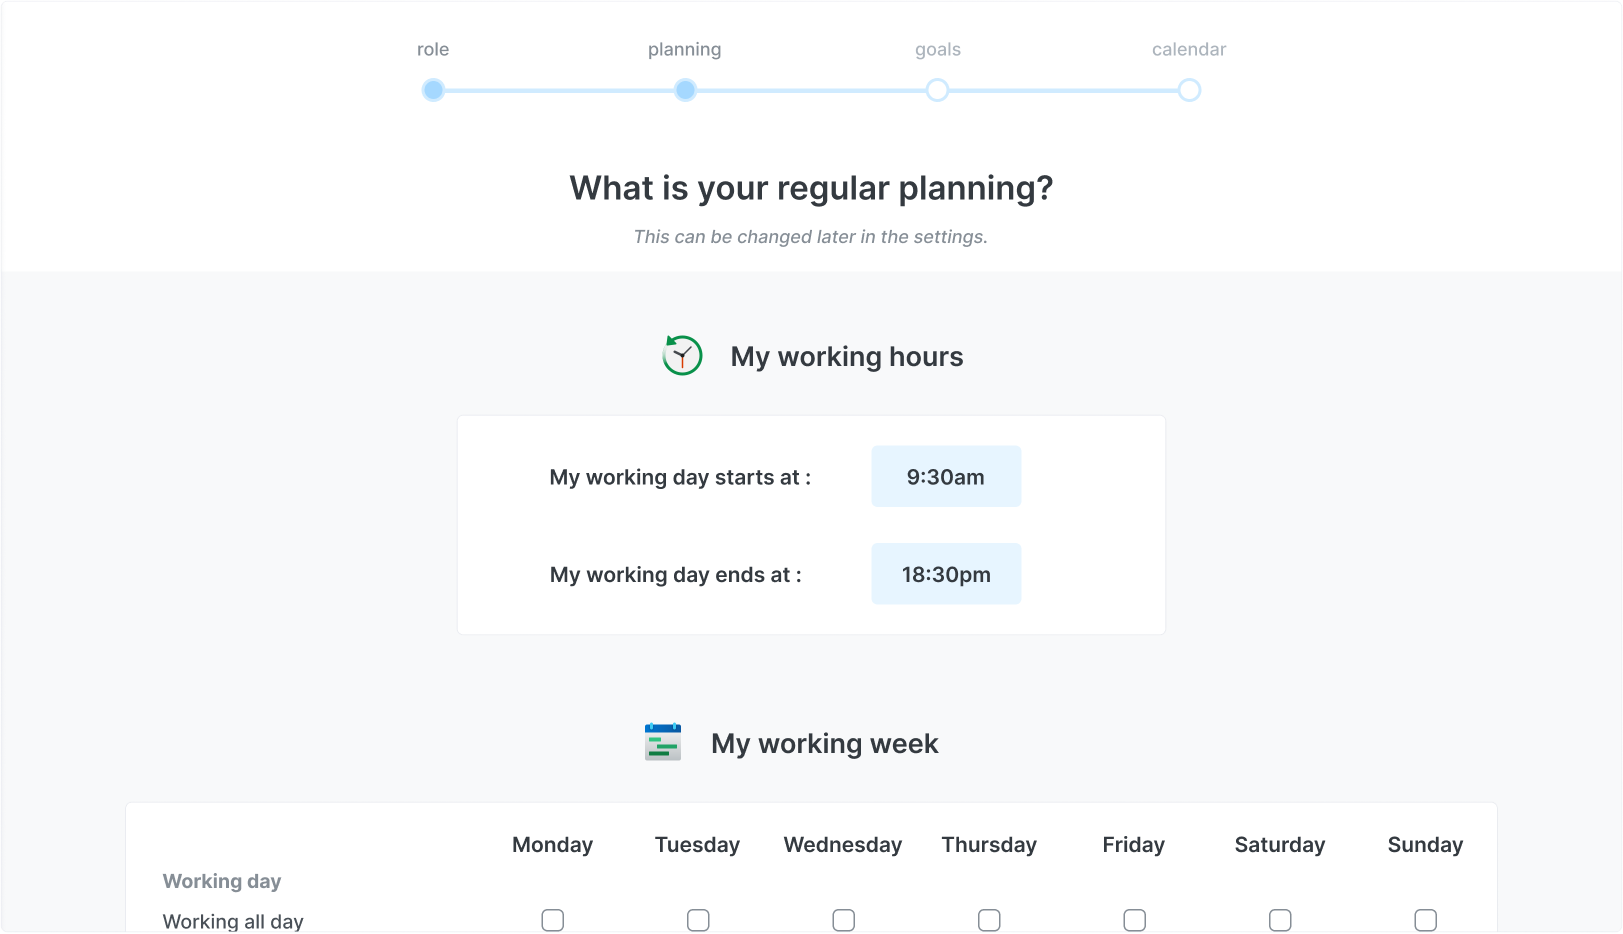 role planning goals calendar
What is your regular planning?
This can be changed later in the settings.
My working hours
My working day starts at : 9:30am
My working day ends at : 18:30pm
My working week
Monday Tuesday Wednesday Thursday Friday Saturday Sunday
Working day
Working all day